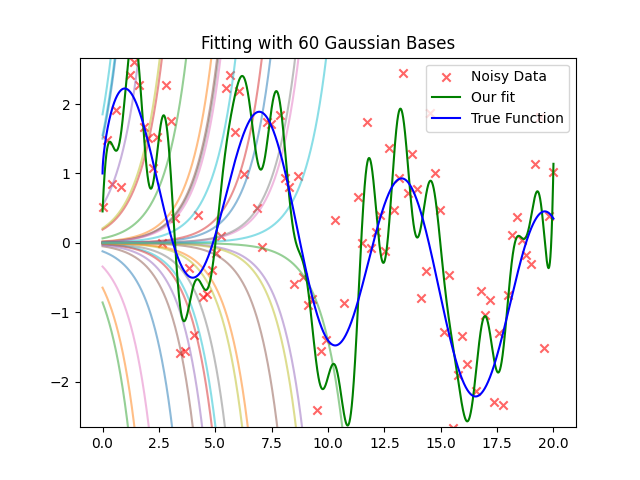 Fitting with 60 Gaussian Bases
Noisy Data
Our fit
True Function
2
1
0
−1
−2
0.0 2.5 5.0 7.5 10.0 12.5 15.0 17.5 20.0